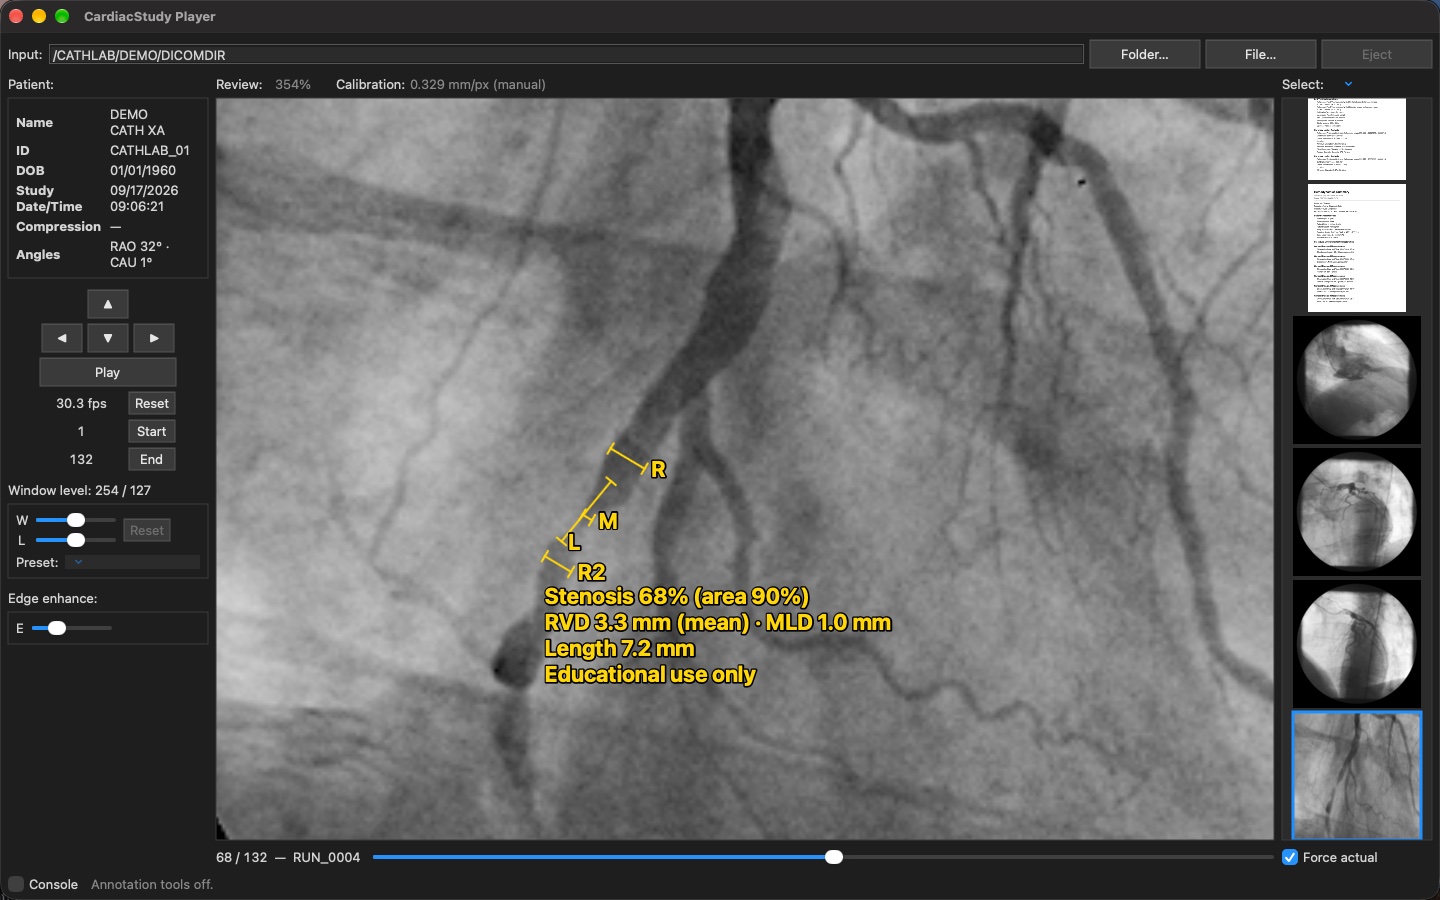 CardiacStudy Player
Input: /CATHLAB/DEMO/DICOMDIR Folder... File... Eject
Patient: Review: 354% Calibration: 0.329 mm/px (manual) Select:
Name DEMO CATH XA
ID CATHLAB_01
DOB 01/01/1960
Study Date/Time 09/17/2026 09:06:21
Compression —
Angles RAO 32° · CAU 1°
Play
30.3 fps Reset
1 Start
132 End
Window level: 254 / 127
W
L
Reset
Preset:
Edge enhance:
E
R
M
L
R2
Stenosis 68% (area 90%)
RVD 3.3 mm (mean) · MLD 1.0 mm
Length 7.2 mm
Educational use only
68 / 132 — RUN_0004
Force actual
Console Annotation tools off.